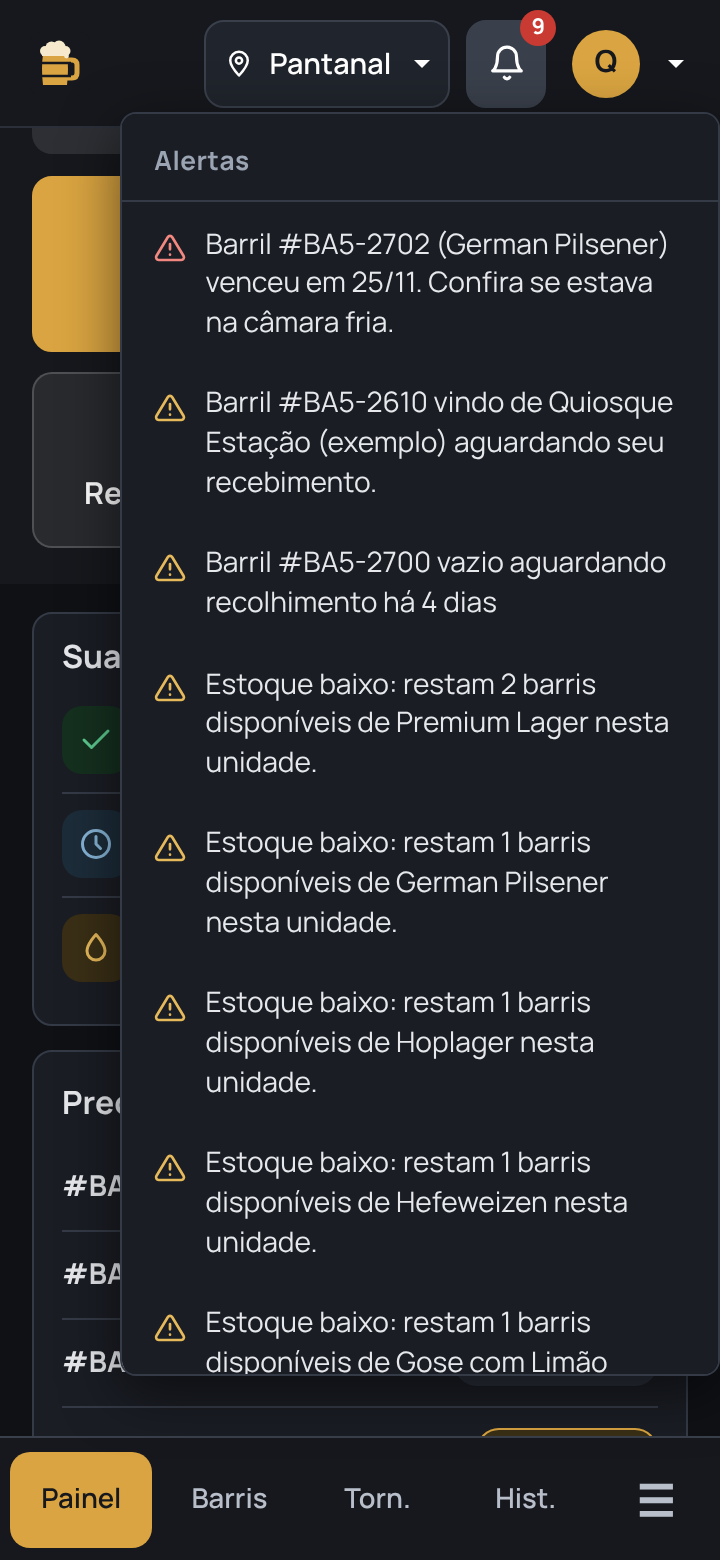 Pantanal
9
Q
Alertas
Barril #BA5-2702 (German Pilsener)
venceu em 25/11. Confira se estava
na câmara fria.
Barril #BA5-2610 vindo de Quiosque
Estação (exemplo) aguardando seu
recebimento.
Re
Barril #BA5-2700 vazio aguardando
recolhimento há 4 dias
Sua
Estoque baixo: restam 2 barris
disponíveis de Premium Lager nesta
unidade.
Estoque baixo: restam 1 barris
disponíveis de German Pilsener
nesta unidade.
Estoque baixo: restam 1 barris
disponíveis de Hoplager nesta
unidade.
Prec
#BA
Estoque baixo: restam 1 barris
disponíveis de Hefeweizen nesta
unidade.
#BA
Estoque baixo: restam 1 barris
disponíveis de Gose com Limão
#BA
Painel
Barris
Torn.
Hist.